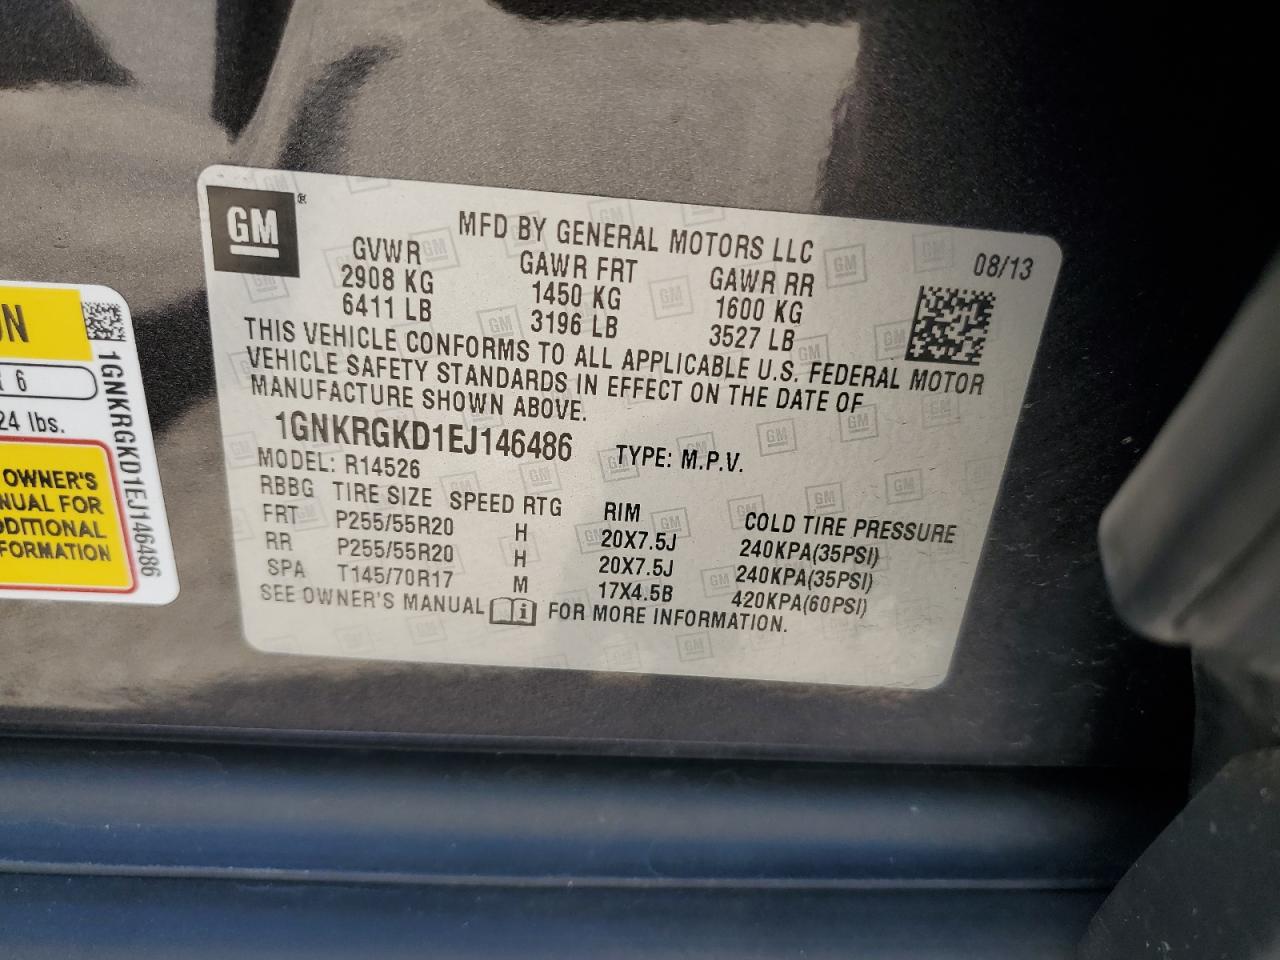 GM ®
MFD BY GENERAL MOTORS LLC
08/13
GVWR GAWR FRT GAWR RR
2908 KG 1450 KG 1600 KG
6411 LB 3196 LB 3527 LB
THIS VEHICLE CONFORMS TO ALL APPLICABLE U.S. FEDERAL MOTOR
VEHICLE SAFETY STANDARDS IN EFFECT ON THE DATE OF
MANUFACTURE SHOWN ABOVE.
1GNKRGKD1EJ146486 TYPE: M.P.V.
MODEL: R14526
RBBG TIRE SIZE SPEED RTG RIM COLD TIRE PRESSURE
FRT P255/55R20 H 20X7.5J 240KPA(35PSI)
RR P255/55R20 H 20X7.5J 240KPA(35PSI)
SPA T145/70R17 M 17X4.5B 420KPA(60PSI)
SEE OWNER'S MANUAL i FOR MORE INFORMATION.
6
24 lbs.
OWNER'S
FOR
1GNKRGKD1EJ146486